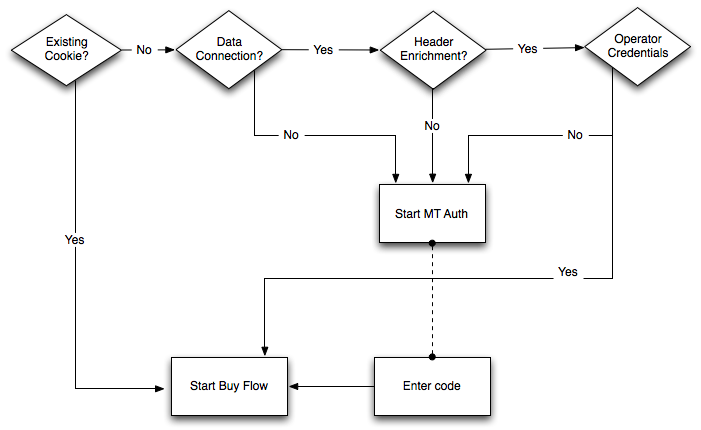 Existing
Cookie?
No
Data
Connection?
Yes
Header
Enrichment?
Yes
Operator
Credentials
No
No
No
Start MT Auth
Yes
Yes
Start Buy Flow
Enter code